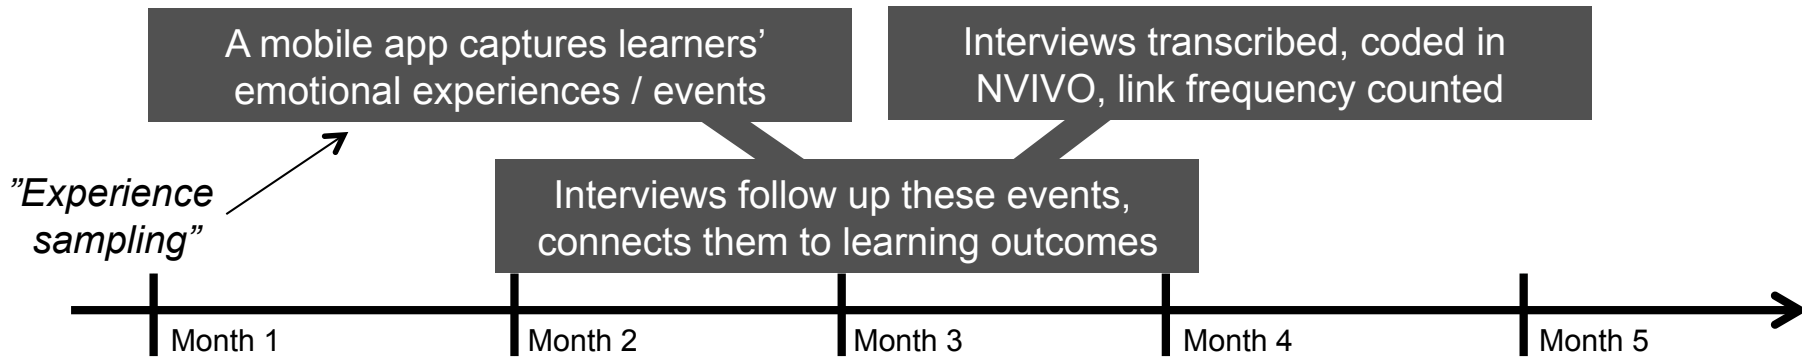 A mobile app captures learners’
emotional experiences / events
Interviews transcribed, coded in
NVIVO, link frequency counted
”Experience
sampling”
Interviews follow up these events,
connects them to learning outcomes
Month 1
Month 2
Month 3
Month 4
Month 5